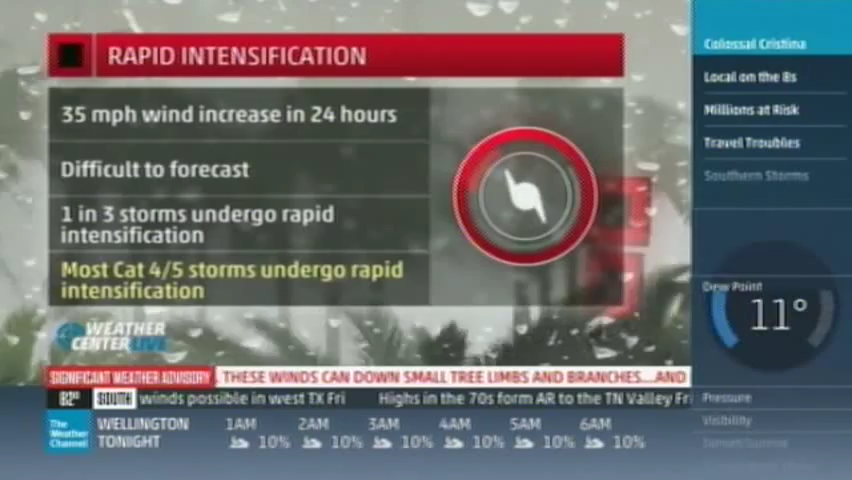 RAPID INTENSIFICATION
35 mph wind increase in 24 hours
Difficult to forecast
1 in 3 storms undergo rapid
intensification
Most Cat 4/5 storms undergo rapid
intensification
WEATHER
CENTER LIVE
Colossal Cristina
Local on the 8s
Millions at Risk
Travel Troubles
Southern Storms
Dew Point
11°
Pressure
Visibility
SIGNIFICANT WEATHER ADVISORY
. THESE WINDS CAN DOWN SMALL TREE LIMBS AND BRANCHES....AND
82° SOUTH winds possible in west TX Fri Highs in the 70s form AR to the TN Valley Fri
The
Weather
Channel
WELLINGTON
TONIGHT
1AM 2AM 3AM 4AM 5AM 6AM
10% 10% 10% 10% 10% 10%